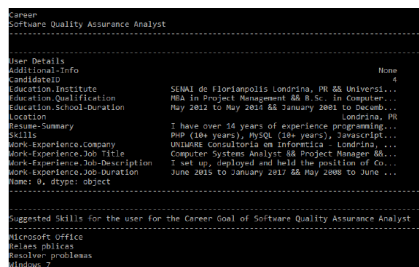 Career
Software Quality Assurance Analyst
User Details
Additional-Info None
CandidateID 4
Education.Institute SENAI de Florianpolis Londrina, PR && Universi...
Education.Qualification MBA in Project Management && B.Sc. in Computer...
Education.School-Duration May 2012 to May 2014 && January 2001 to Decemb...
Location Londrina, PR
Resume-Summary I have over 14 years of experience programming...
Skills PHP (10+ years), MySQL (10+ years), Javascript...
Work-Experience.Company UNIWARE Consultoria em Informtica - Londrina, ...
Work-Experience.Job Title Computer Systems Analyst && Project Manager &&...
Work-Experience.Job-Description I set up, deployed and held the position of Co...
Work-Experience.Job-Duration June 2015 to January 2017 && May 2008 to June ...
Name: 0, dtype: object
Suggested Skills for the user for the Career Goal of Software Quality Assurance Analyst
Microsoft Office
Relaes pblicas
Resolver problemas
Windows 7